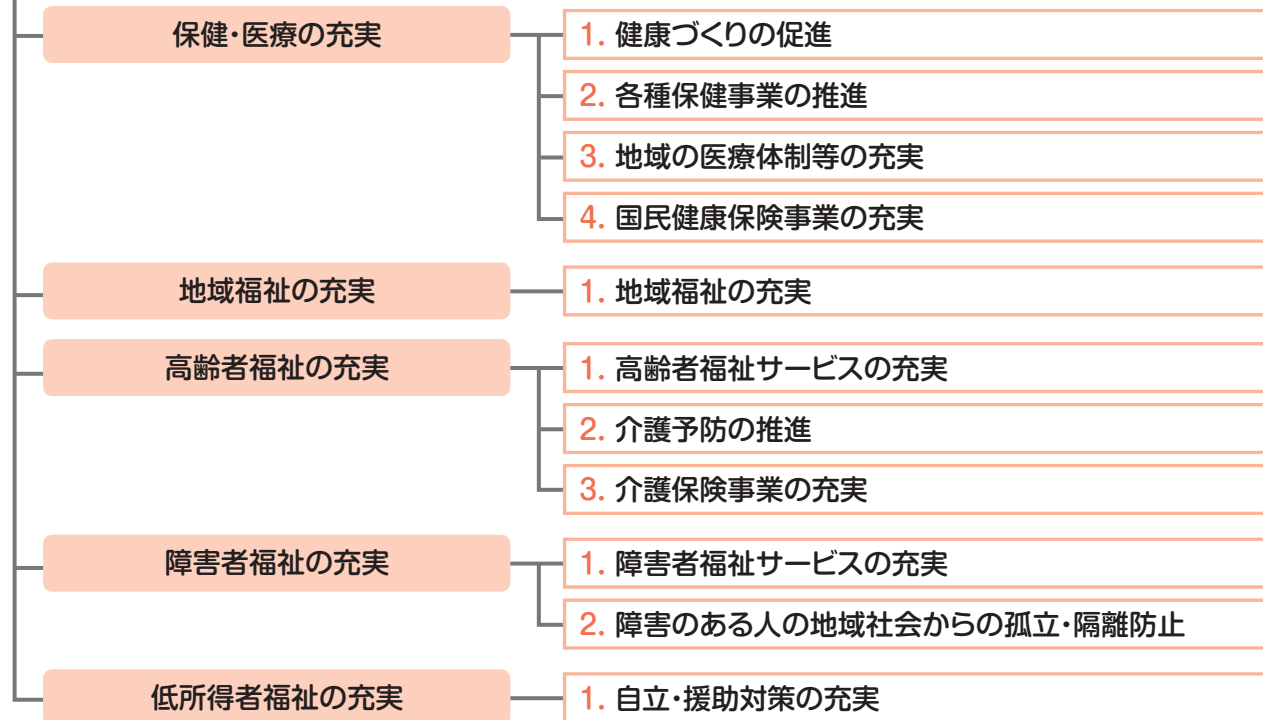 保健・医療の充実
1. 健康づくりの促進
2. 各種保健事業の推進
3. 地域の医療体制等の充実
4. 国民健康保険事業の充実
地域福祉の充実
1. 地域福祉の充実
高齢者福祉の充実
1. 高齢者福祉サービスの充実
2. 介護予防の推進
3. 介護保険事業の充実
障害者福祉の充実
1. 障害者福祉サービスの充実
2. 障害のある人の地域社会からの孤立・隔離防止
低所得者福祉の充実
1. 自立・援助対策の充実